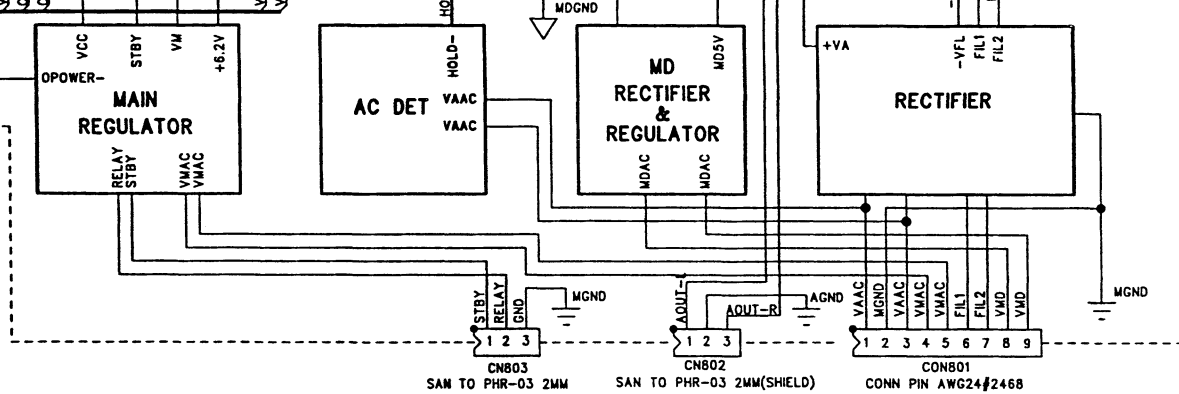 MDGND
VCC
STBY
VM
+6.2V
HOLD-
MD5V
+VA
-VFL
FIL1
FIL2
OPOWER-
MAIN
REGULATOR
AC DET
VAAC
VAAC
MD
RECTIFIER
&
REGULATOR
RECTIFIER
RELAY
STBY
VMAC
VMAC
MDAC
MDAC
STBY
RELAY
GND
MGND
AOUT-L
AOUT-R
AGND
VAAC
MGND
VAAC
VMAC
VMAC
FIL1
FIL2
VMD
VMD
MGND
1 2 3
1 2 3
1 2 3 4 5 6 7 8 9
CN803
SAN TO PHR-03 2MM
CN802
SAN TO PHR-03 2MM(SHIELD)
CON801
CONN PIN AWG24#2468